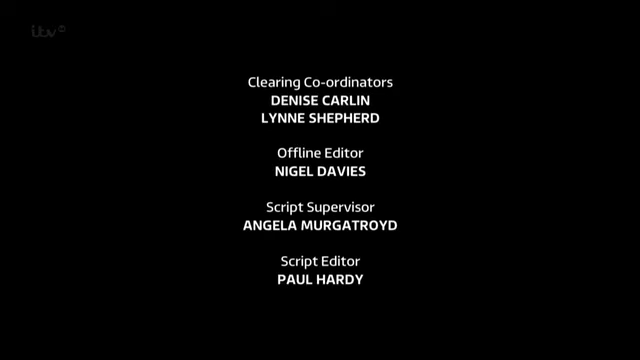 itv
Clearing Co-ordinators
DENISE CARLIN
LYNNE SHEPHERD
Offline Editor
NIGEL DAVIES
Script Supervisor
ANGELA MURGATROYD
Script Editor
PAUL HARDY